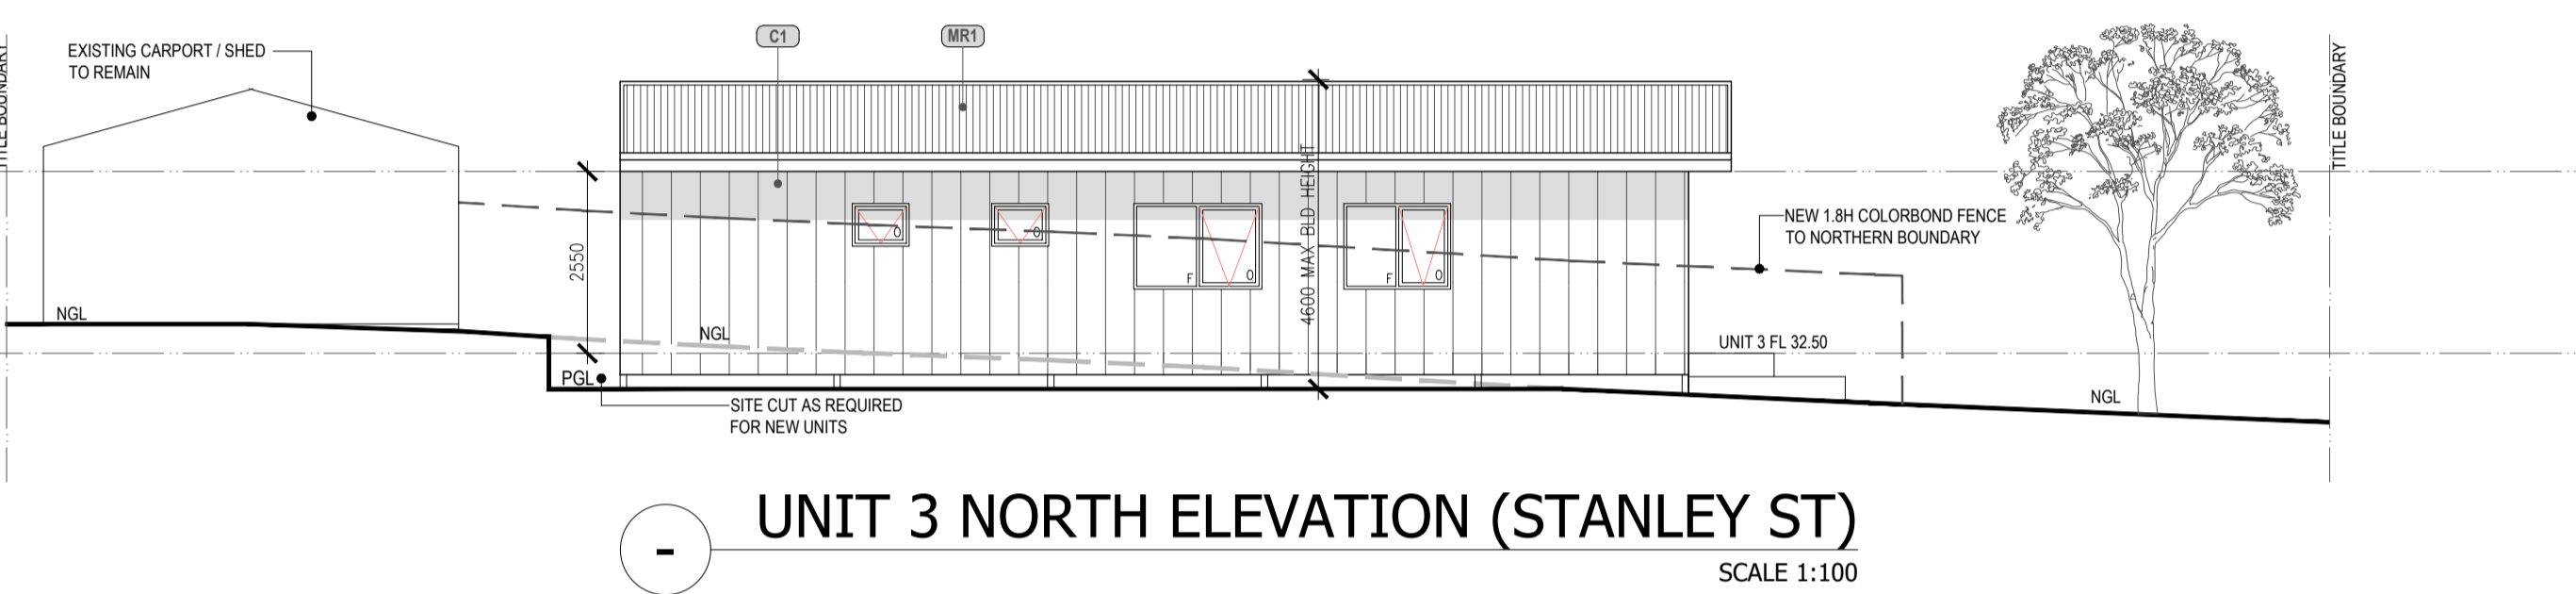 C1
MR1
EXISTING CARPORT / SHED
TO REMAIN
TITLE BOUNDARY
TITLE BOUNDARY
4600 MAX BLD HEIGHT
2550
NEW 1.8H COLORBOND FENCE
TO NORTHERN BOUNDARY
O
O
F
O
F
O
NGL
NGL
UNIT 3 FL 32.50
PGL
NGL
SITE CUT AS REQUIRED
FOR NEW UNITS
-
UNIT 3 NORTH ELEVATION (STANLEY ST)
SCALE 1:100